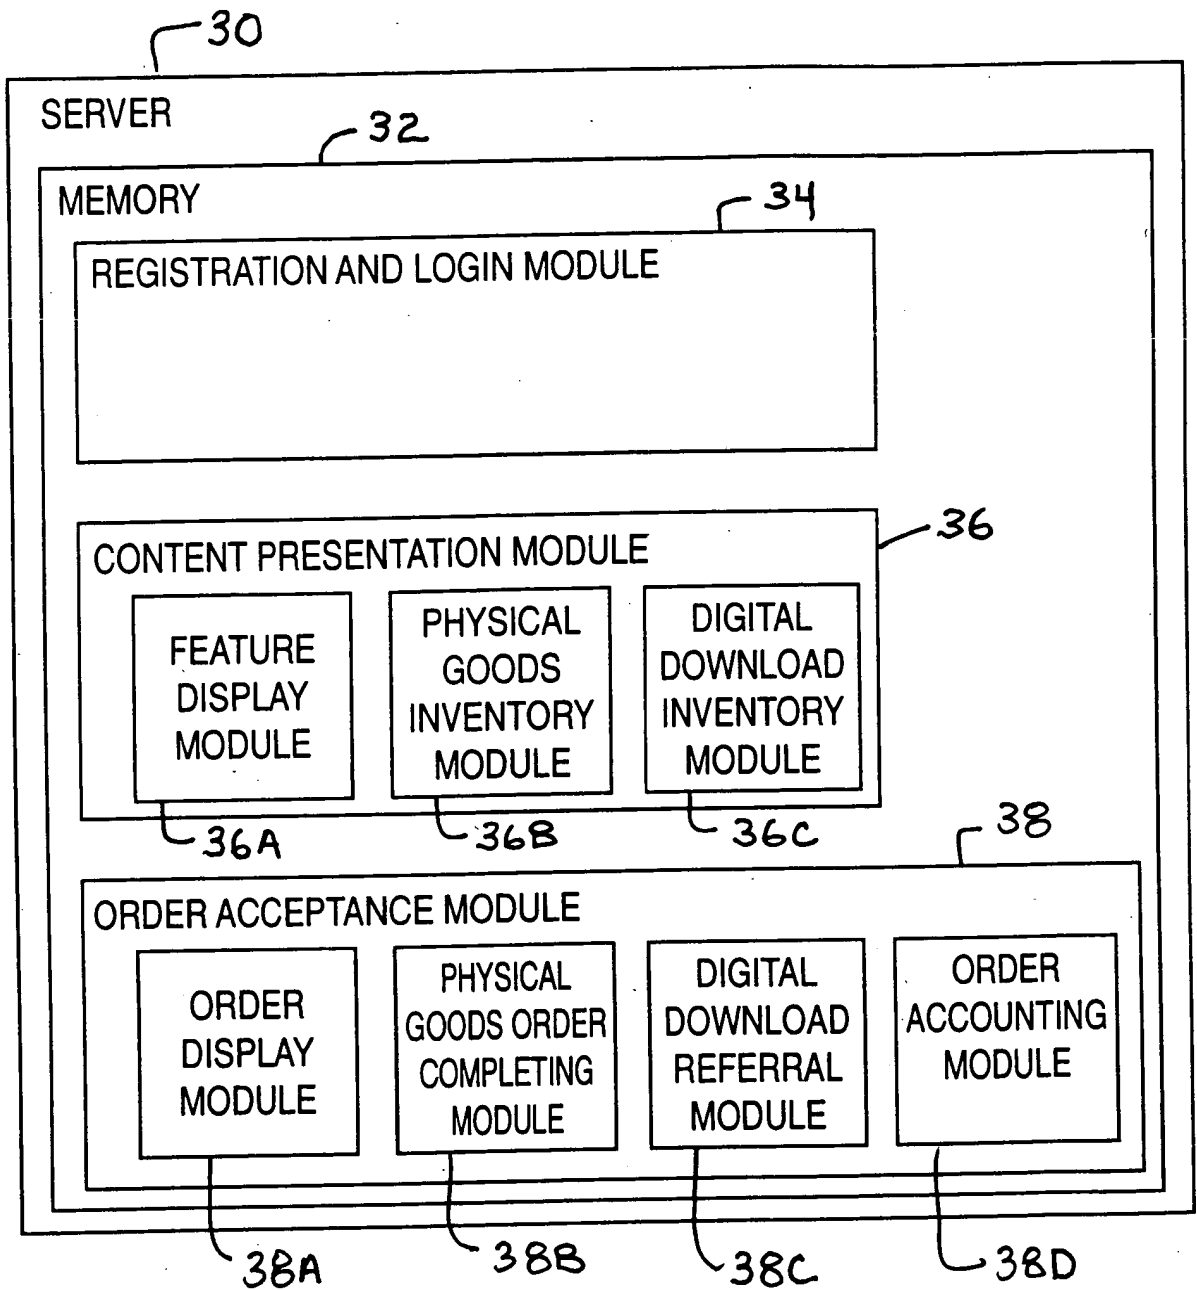 30
SERVER
32
MEMORY
34
REGISTRATION AND LOGIN MODULE
36
CONTENT PRESENTATION MODULE
FEATURE
DISPLAY
MODULE
PHYSICAL
GOODS
INVENTORY
MODULE
DIGITAL
DOWNLOAD
INVENTORY
MODULE
36A
36B
36C
38
ORDER ACCEPTANCE MODULE
ORDER
DISPLAY
MODULE
PHYSICAL
GOODS ORDER
COMPLETING
MODULE
DIGITAL
DOWNLOAD
REFERRAL
MODULE
ORDER
ACCOUNTING
MODULE
38A
38B
38C
38D